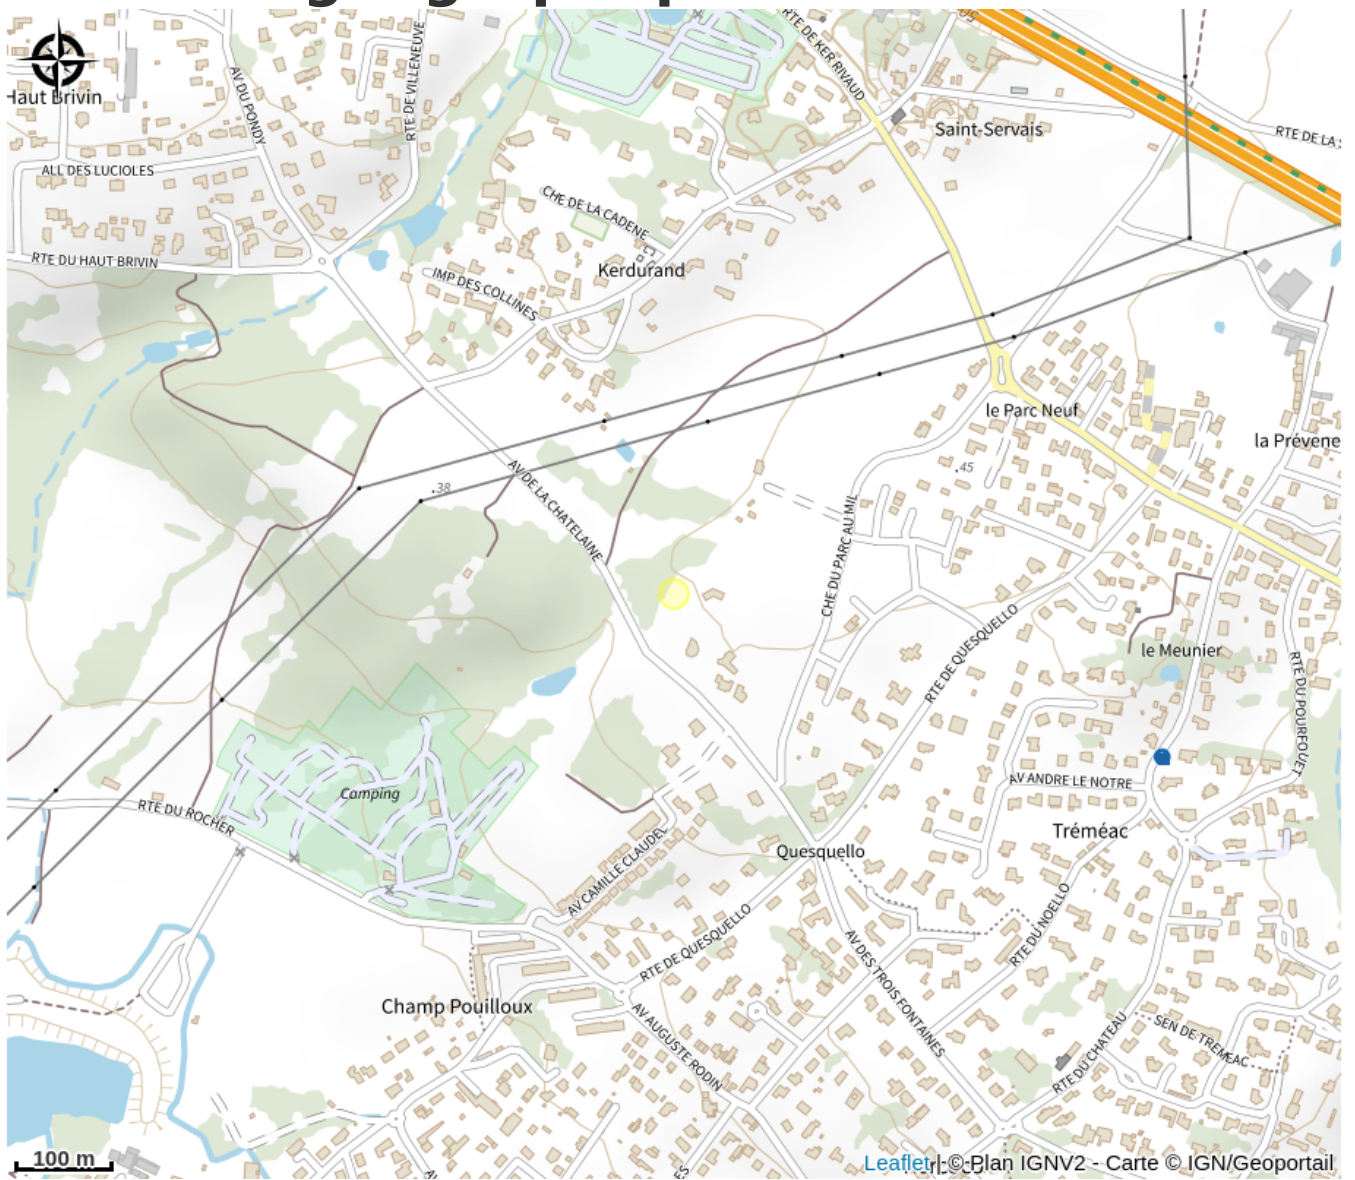 Haut Brivin
AV DU PONDY
RTE DE VILLENEUVE
RTE DE KER RIVAUD
Saint-Servais
RTE DE LA
ALL DES LUCIOLES
CHE DE LA CADENE
RTE DU HAUT BRIVIN
Kerdurand
IMP DES COLLINES
le Parc Neuf
la Prévene
.45
.38
AV DE LA CHATELAINE
CHE DU PARC AU MIL
RTE DE QUESQUELLO
le Meunier
RTE DU POURFOUET
AV ANDRE LE NOTRE
Camping
RTE DU ROCHER
Tréméac
Quesquello
AV CAMILLE CLAUDEL
RTE DU NOELLO
RTE DE QUESQUELLO
AV DES TROIS FONTAINES
Champ Pouilloux
AV AUGUSTE RODIN
SEN DE TREMEAC
RTE DU CHATEAU
100 m
Leaflet | © Plan IGNV2 - Carte © IGN/Geoportail